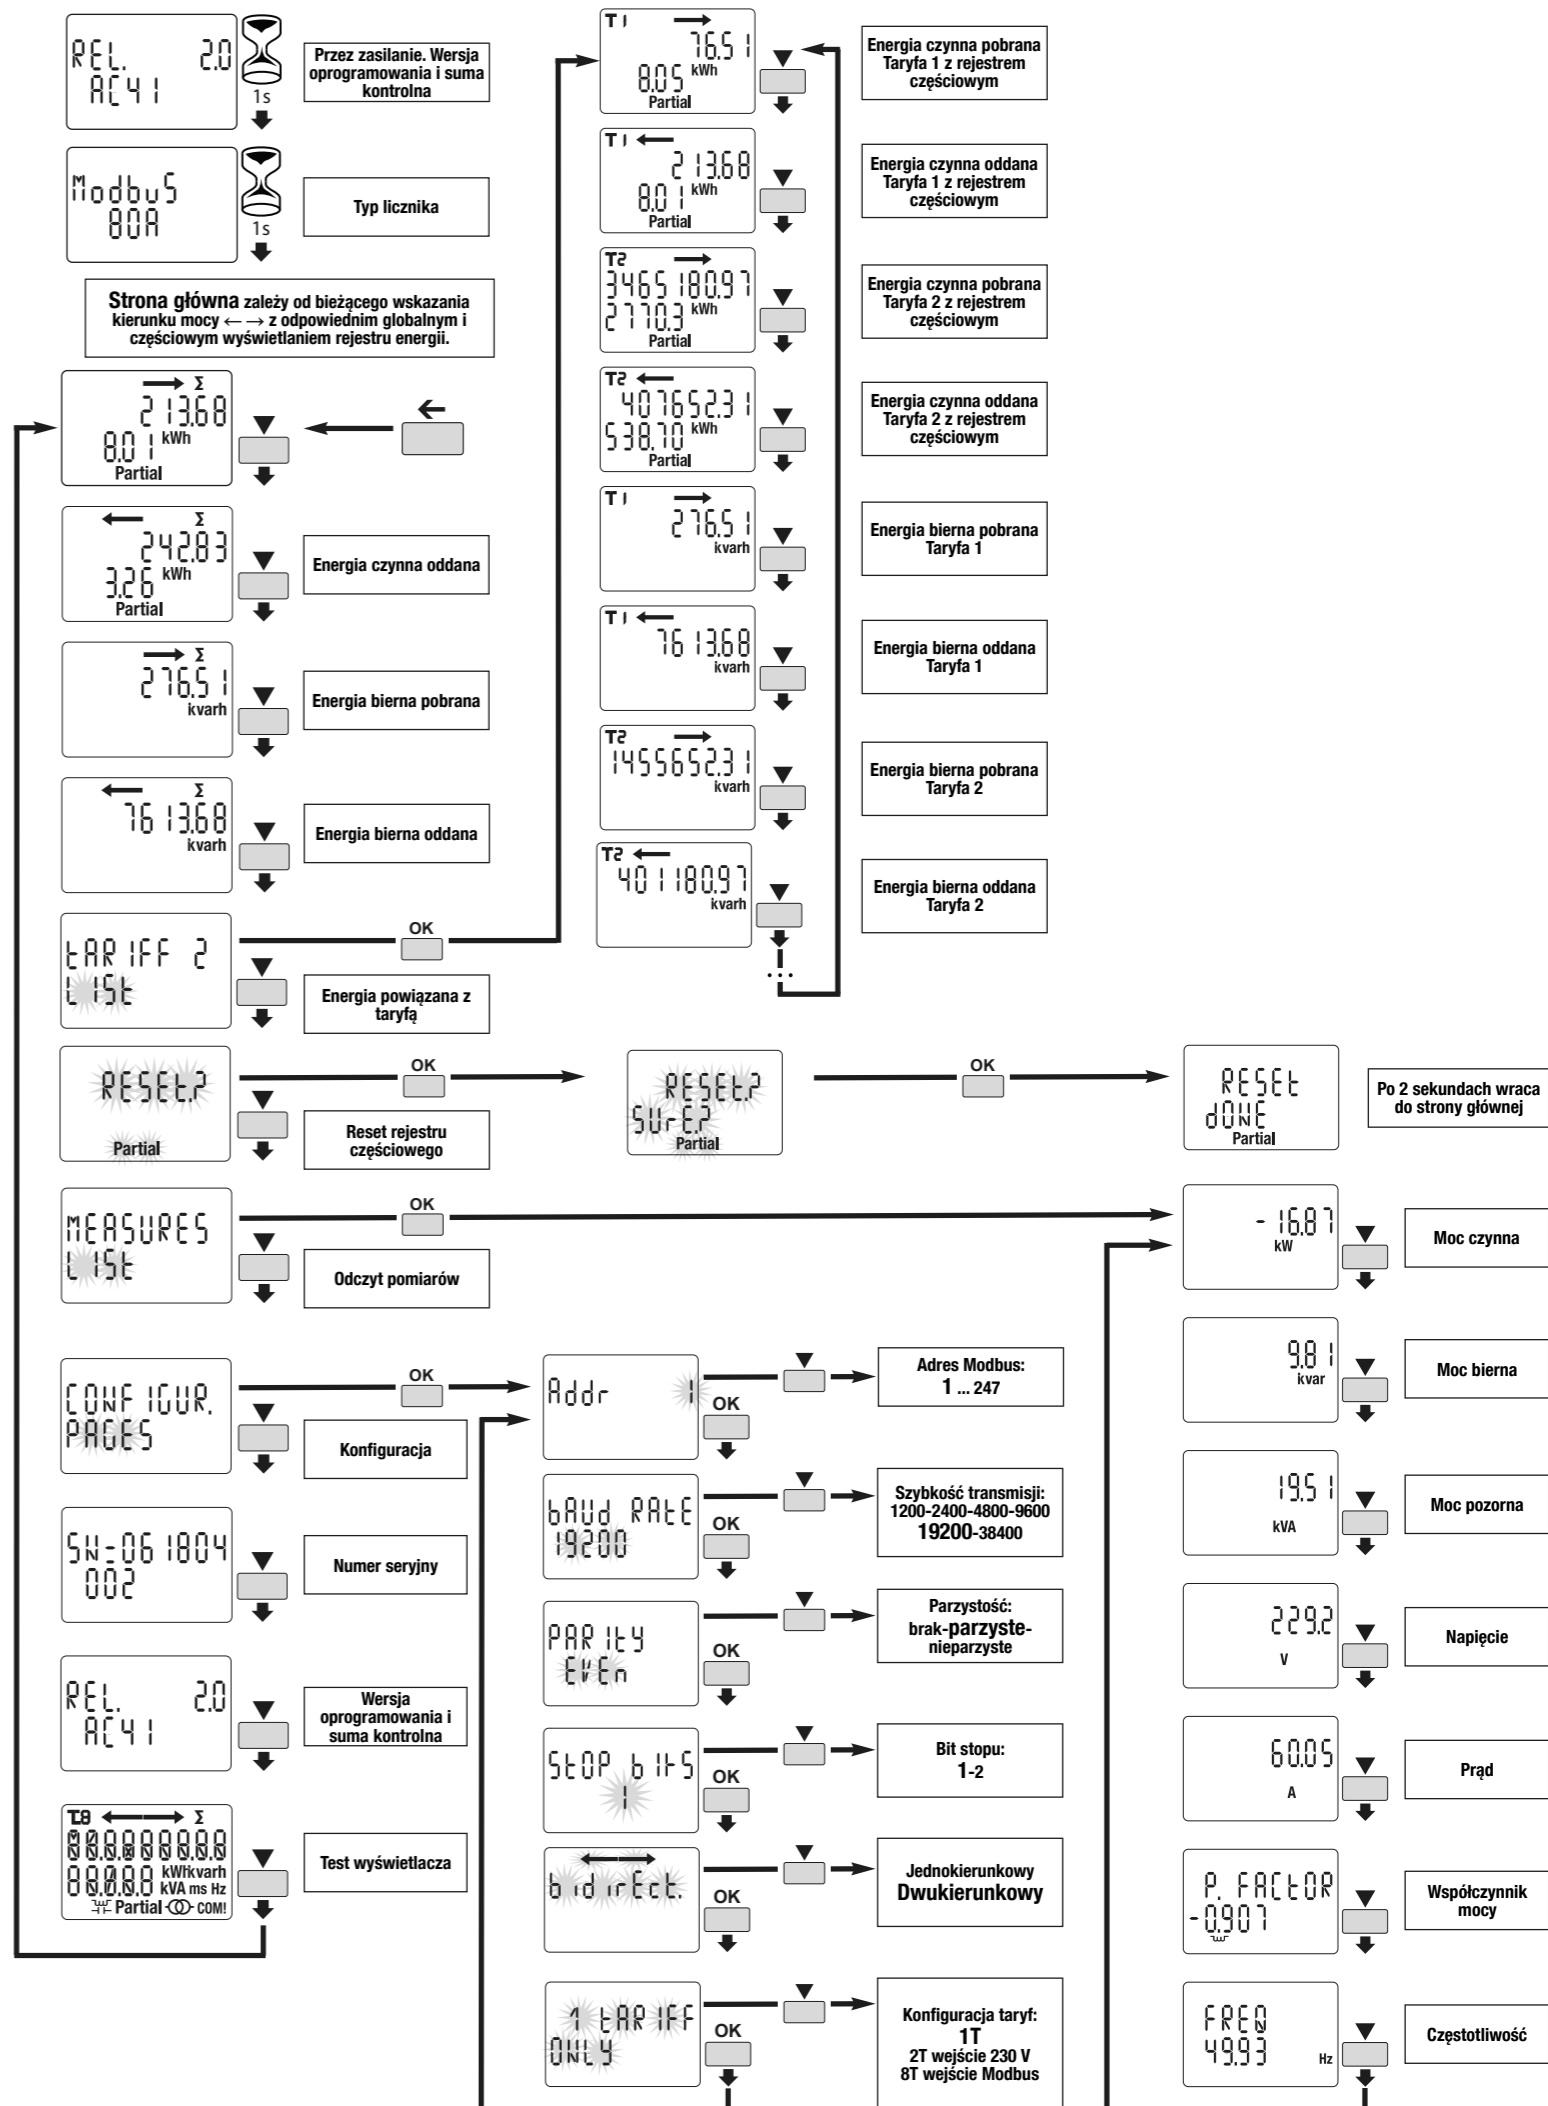 REL. 2.0
AC41
1s
Przez zasilanie. Wersja
oprogramowania i suma
kontrolna
Modbus
80A
1s
Typ licznika
Strona główna zależy od bieżącego wskazania
kierunku mocy ←→ z odpowiednim globalnym i
częściowym wyświetlaniem rejestru energii.
→ Σ
213.68
8.01 kWh
Partial
←
← Σ
242.83
3.26 kWh
Partial
Energia czynna oddana
→ Σ
276.51
kvarh
Energia bierna pobrana
← Σ
7613.68
kvarh
Energia bierna oddana
tARIFF 2
LISt
OK
Energia powiązana z
taryfą
T1 →
76.51
8.05 kWh
Partial
Energia czynna pobrana
Taryfa 1 z rejestrem
częściowym
T1 ←
213.68
8.01 kWh
Partial
Energia czynna oddana
Taryfa 1 z rejestrem
częściowym
T2 →
3465180.97
2770.3 kWh
Partial
Energia czynna pobrana
Taryfa 2 z rejestrem
częściowym
T2 ←
407652.31
538.70 kWh
Partial
Energia czynna oddana
Taryfa 2 z rejestrem
częściowym
T1 →
276.51
kvarh
Energia bierna pobrana
Taryfa 1
T1 ←
7613.68
kvarh
Energia bierna oddana
Taryfa 1
T2 →
1455652.31
kvarh
Energia bierna pobrana
Taryfa 2
T2 ←
401180.97
kvarh
Energia bierna oddana
Taryfa 2
...
RESEt.?
Partial
OK
Reset rejestru
częściowego
RESEt.?
SUrE.?
Partial
OK
RESEt
dONE
Partial
Po 2 sekundach wraca
do strony głównej
MEASURES
LISt
OK
Odczyt pomiarów
-16.87
kW
Moc czynna
9.81
kvar
Moc bierna
19.51
kVA
Moc pozorna
229.2
V
Napięcie
60.05
A
Prąd
P. FACtOR
-0.907
Współczynnik
mocy
FREQ
49.93
Hz
Częstotliwość
CONFIGUR.
PAGES
OK
Konfiguracja
Addr 1
OK
Adres Modbus:
1 ... 247
bAUd RAtE
19200
OK
Szybkość transmisji:
1200-2400-4800-9600
19200-38400
PARItY
EVEn
OK
Parzystość:
brak-parzyste-
nieparzyste
StOP bItS
1
OK
Bit stopu:
1-2
←→
bidirEct.
OK
Jednokierunkowy
Dwukierunkowy
1 tARIFF
ONLY
OK
Konfiguracja taryf:
1T
2T wejście 230 V
8T wejście Modbus
SN-061804
002
Numer seryjny
REL. 2.0
AC41
Wersja
oprogramowania i
suma kontrolna
T.8 ←→ Σ
kWhkvarh
kVA ms Hz
Partial COM!
Test wyświetlacza